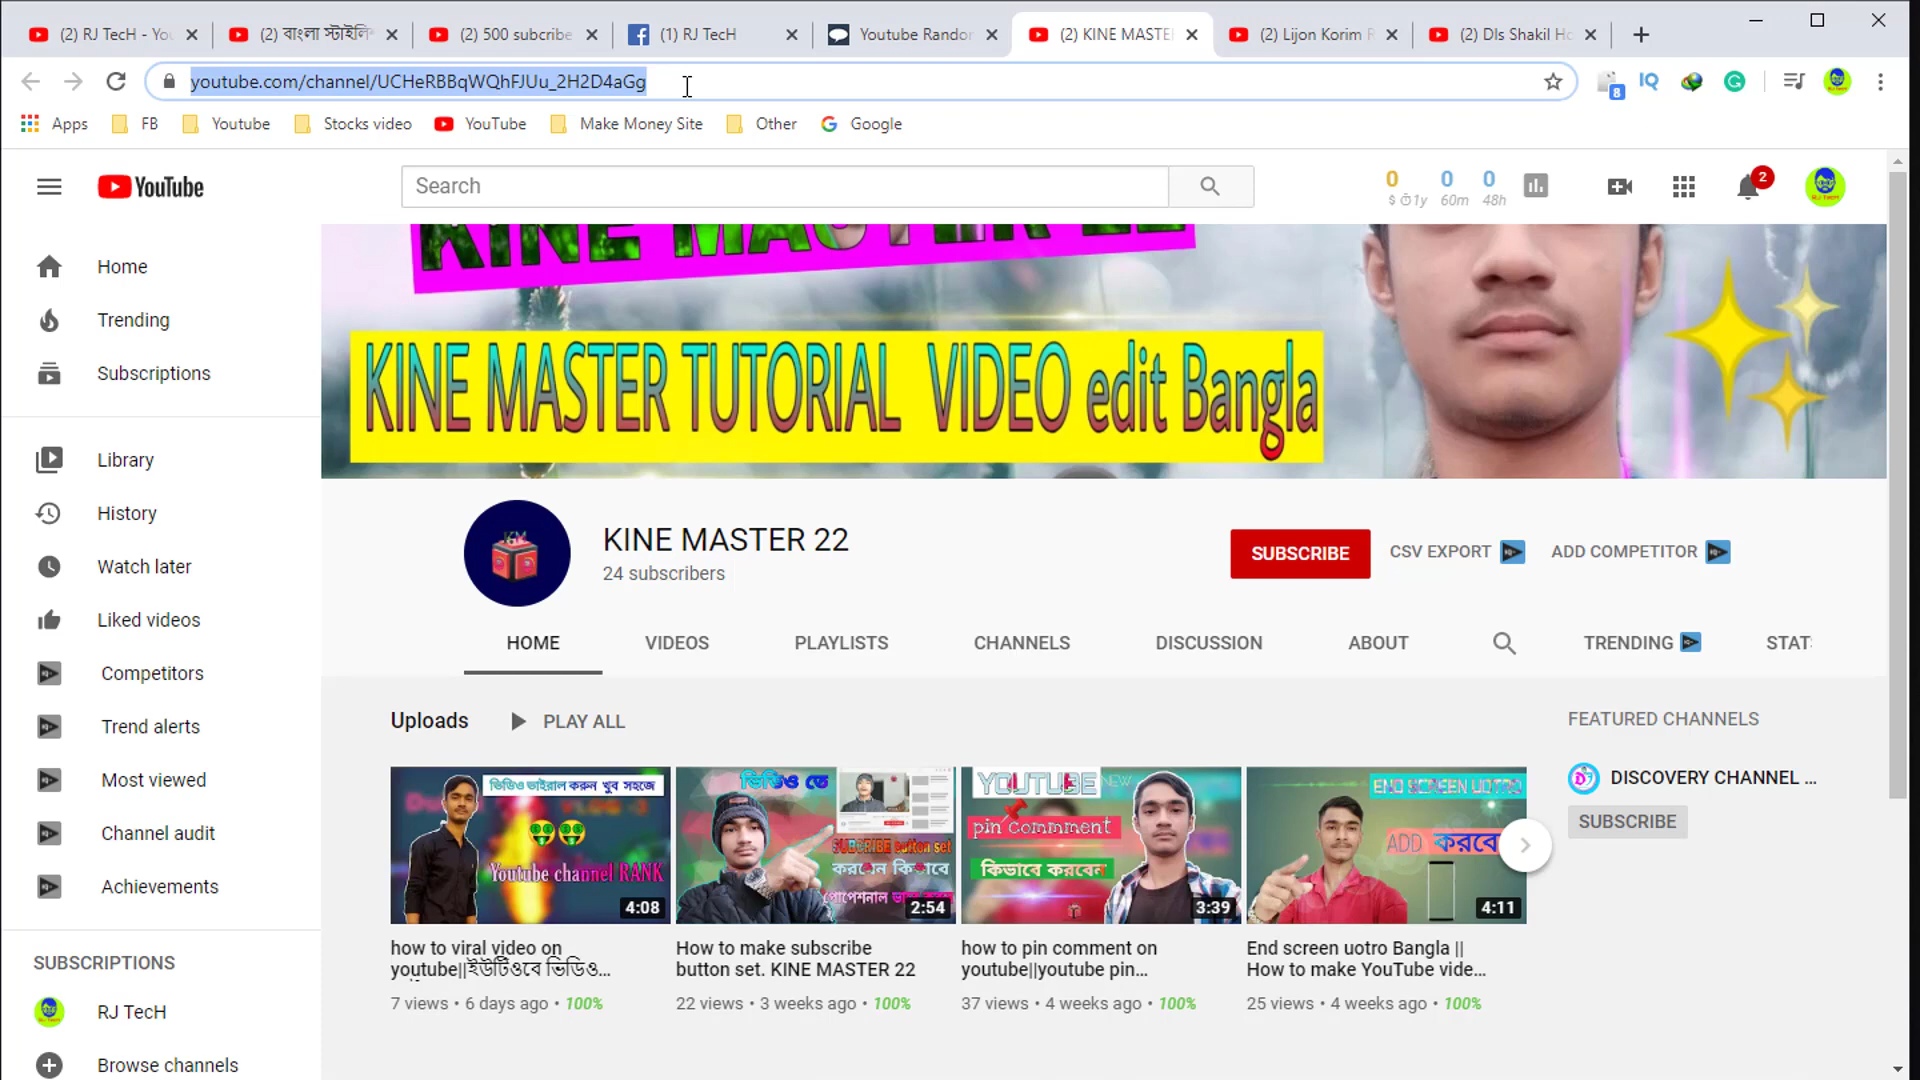 (2) RJ TecH - You
(2) বাংলা স্টাইলি
(2) 500 subcribe
(1) RJ TecH
Youtube Randor
(2) KINE MASTE
(2) Lijon Korim R
(2) DIs Shakil Ho
youtube.com/channel/UCHeRBBqWQhFJUu_2H2D4aGg
8
IQ
Apps FB Youtube Stocks video YouTube Make Money Site Other Google
YouTube
Search
0 0 0
$ 1y 60m 48h
2
Home
Trending
Subscriptions
Library
History
Watch later
Liked videos
Competitors
Trend alerts
Most viewed
Channel audit
Achievements
SUBSCRIPTIONS
RJ TecH
Browse channels
KINE MASTER 22
KINE MASTER TUTORIAL VIDEO edit Bangla
KINE MASTER 22
24 subscribers
SUBSCRIBE
CSV EXPORT
ADD COMPETITOR
HOME VIDEOS PLAYLISTS CHANNELS DISCUSSION ABOUT TRENDING STATS
Uploads PLAY ALL
ভিডিও ভাইরাল করুন খুব সহজে
Youtube channel RANK
4:08
how to viral video on
youtube||ইউটিওবে ভিডিও...
7 views • 6 days ago • 100%
ভিডিও তে
SUBCRIBE button set
করবেন কিভাবে
2:54
How to make subscribe
button set. KINE MASTER 22
22 views • 3 weeks ago • 100%
YOUTUBE NEW
pin commment
কিভাবে করবেন
3:39
how to pin comment on
youtube||youtube pin...
37 views • 4 weeks ago • 100%
END SCREEN UOTRO
ADD করবেন
4:11
End screen uotro Bangla ||
How to make YouTube vide...
25 views • 4 weeks ago • 100%
FEATURED CHANNELS
DISCOVERY CHANNEL ...
SUBSCRIBE